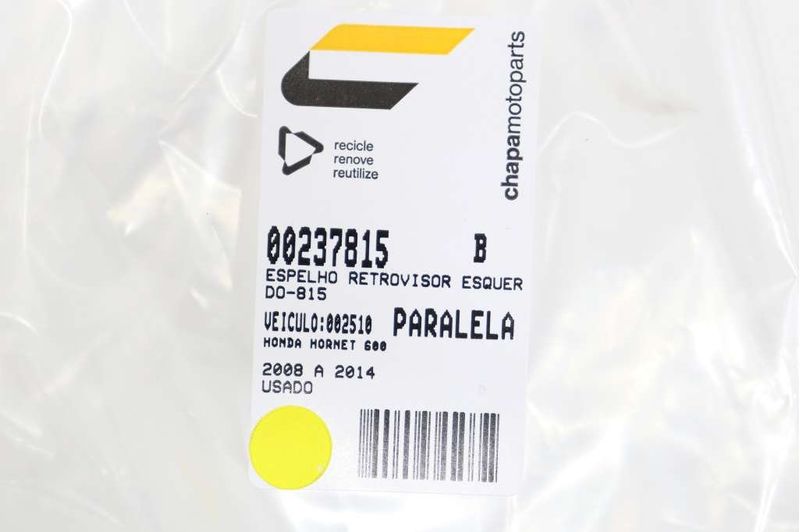 chapamotoparts
recicle
renove
reutilize
00237815 B
ESPELHO RETROVISOR ESQUER
DO-815
VEICULO:002510 PARALELA
HONDA HORNET 600
2008 A 2014
USADO